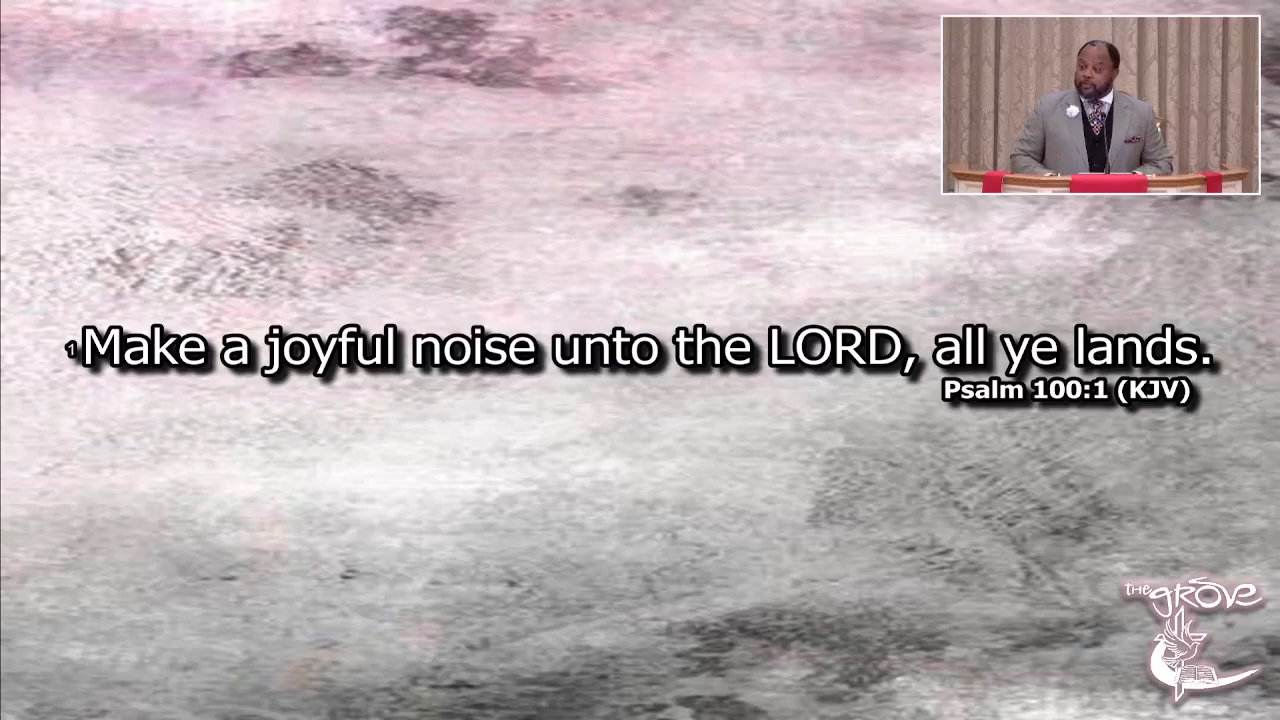 1 Make a joyful noise unto the LORD, all ye lands.
Psalm 100:1 (KJV)
THE GROVE